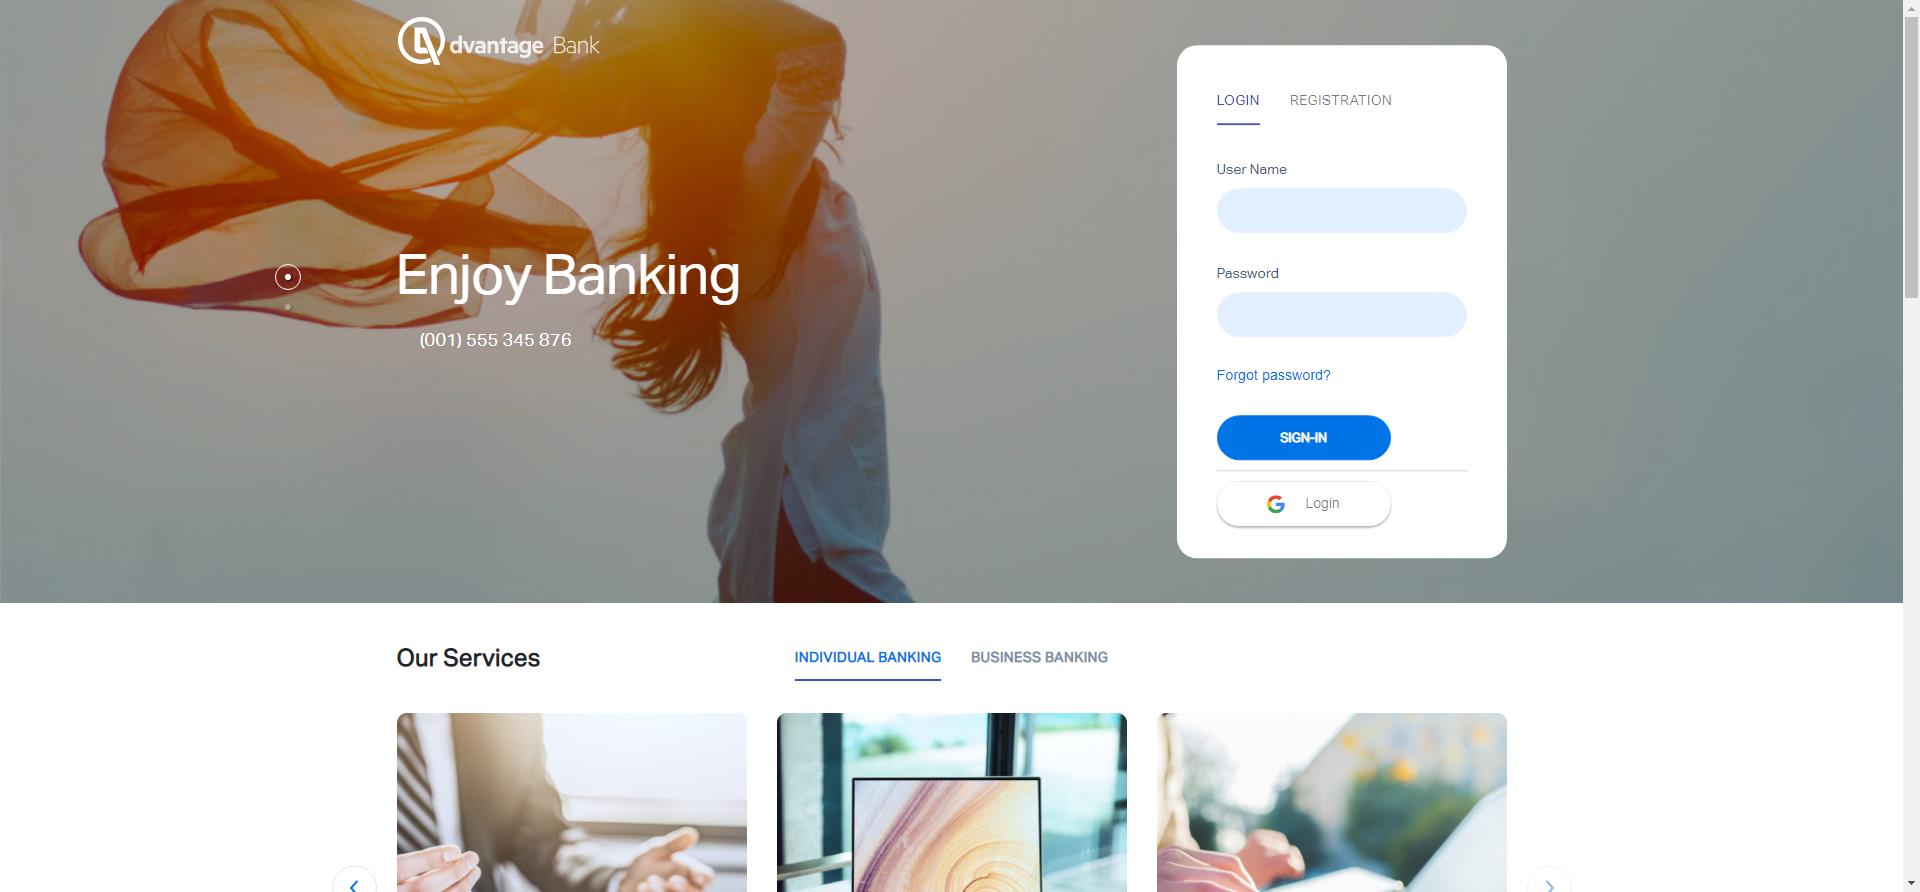 dvantage Bank
LOGIN REGISTRATION
User Name
Password
Forgot password?
SIGN-IN
Login
Enjoy Banking
(001) 555 345 876
Our Services
INDIVIDUAL BANKING BUSINESS BANKING